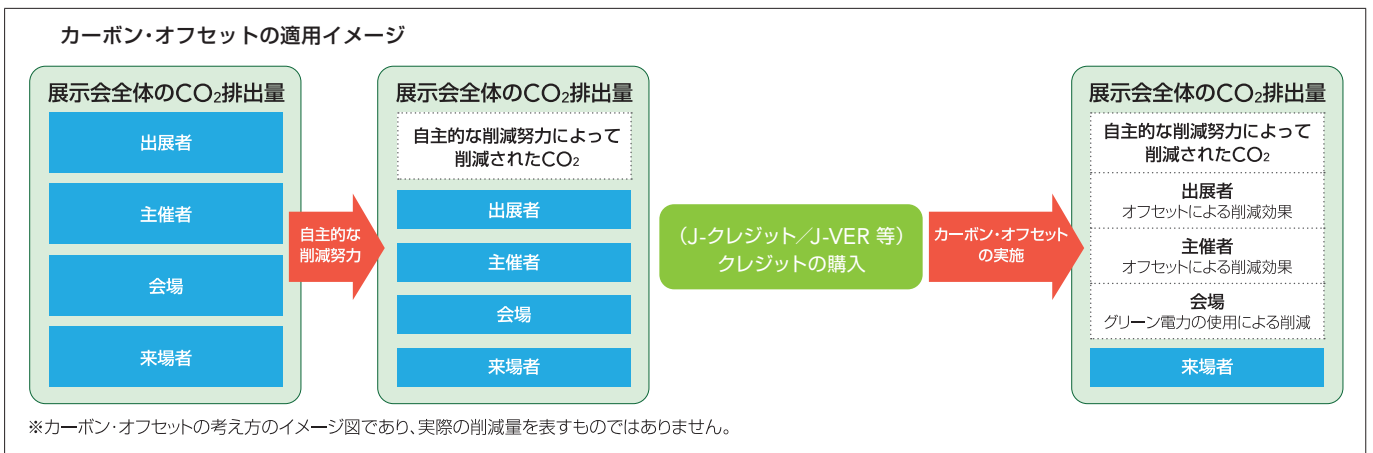 カーボン・オフセットの適用イメージ
展示会全体のCO₂排出量
出展者
主催者
会場
来場者
自主的な
削減努力
展示会全体のCO₂排出量
自主的な削減努力によって
削減されたCO₂
出展者
主催者
会場
来場者
（J-クレジット／J-VER 等）
クレジットの購入
カーボン・オフセット
の実施
展示会全体のCO₂排出量
自主的な削減努力によって
削減されたCO₂
出展者
オフセットによる削減効果
主催者
オフセットによる削減効果
会場
グリーン電力の使用による削減
来場者
※カーボン・オフセットの考え方のイメージ図であり、実際の削減量を表すものではありません。